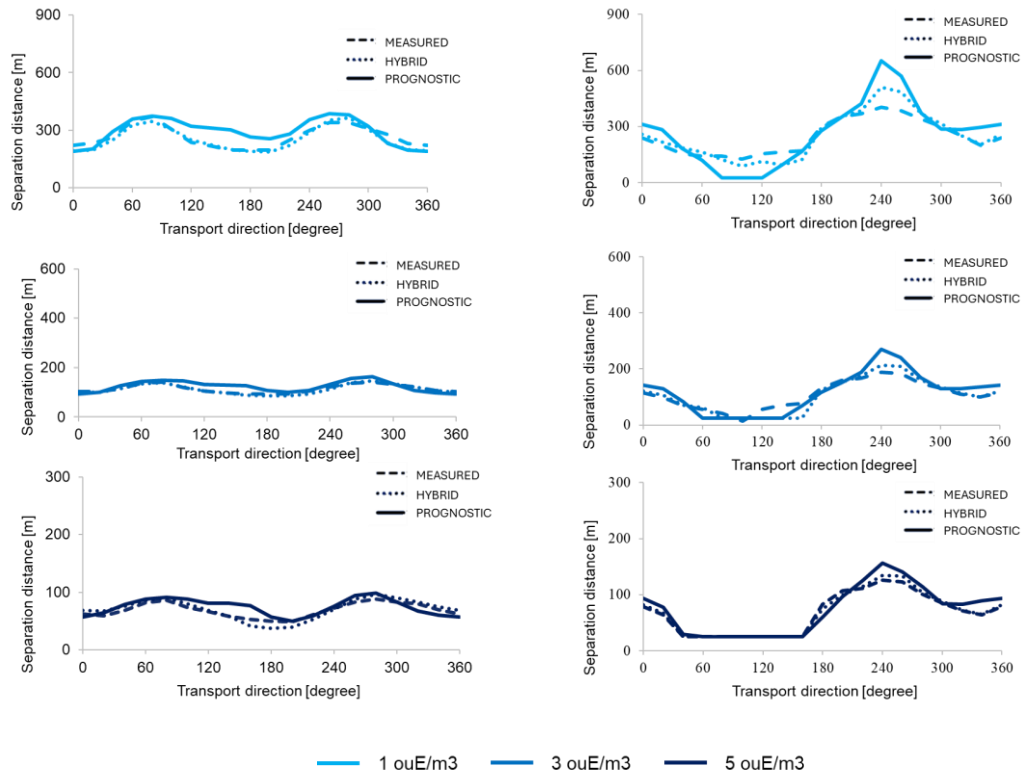 900
600
300
0
Separation distance [m]
0 60 120 180 240 300 360
Transport direction [degree]
MEASURED
HYBRID
PROGNOSTIC
900
600
300
0
Separation distance [m]
0 60 120 180 240 300 360
Transport direction [degree]
MEASURED
HYBRID
PROGNOSTIC
600
400
200
0
Separation distance [m]
0 60 120 180 240 300 360
Transport direction [degree]
MEASURED
HYBRID
PROGNOSTIC
600
400
200
0
Separation distance [m]
0 60 120 180 240 300 360
Transport direction [degree]
MEASURED
HYBRID
PROGNOSTIC
300
200
100
0
Separation distance [m]
0 60 120 180 240 300 360
Transport direction [degree]
MEASURED
HYBRID
PROGNOSTIC
300
200
100
0
Separation distance [m]
0 60 120 180 240 300 360
Transport direction [degree]
MEASURED
HYBRID
PROGNOSTIC
1 ouE/m3 3 ouE/m3 5 ouE/m3